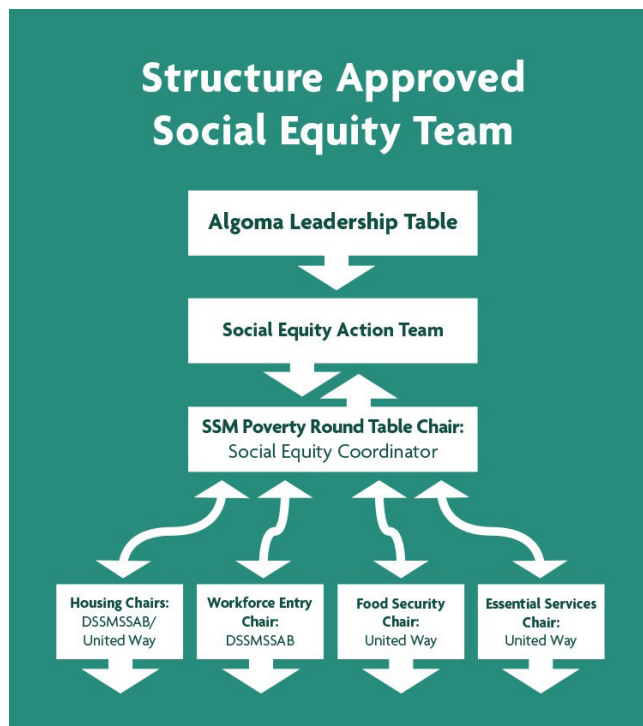 Structure Approved
Social Equity Team
Algoma Leadership Table
Social Equity Action Team
SSM Poverty Round Table Chair:
Social Equity Coordinator
Housing Chairs:
DSSMSSAB/
United Way
Workforce Entry
Chair:
DSSMSSAB
Food Security
Chair:
United Way
Essential Services
Chair:
United Way